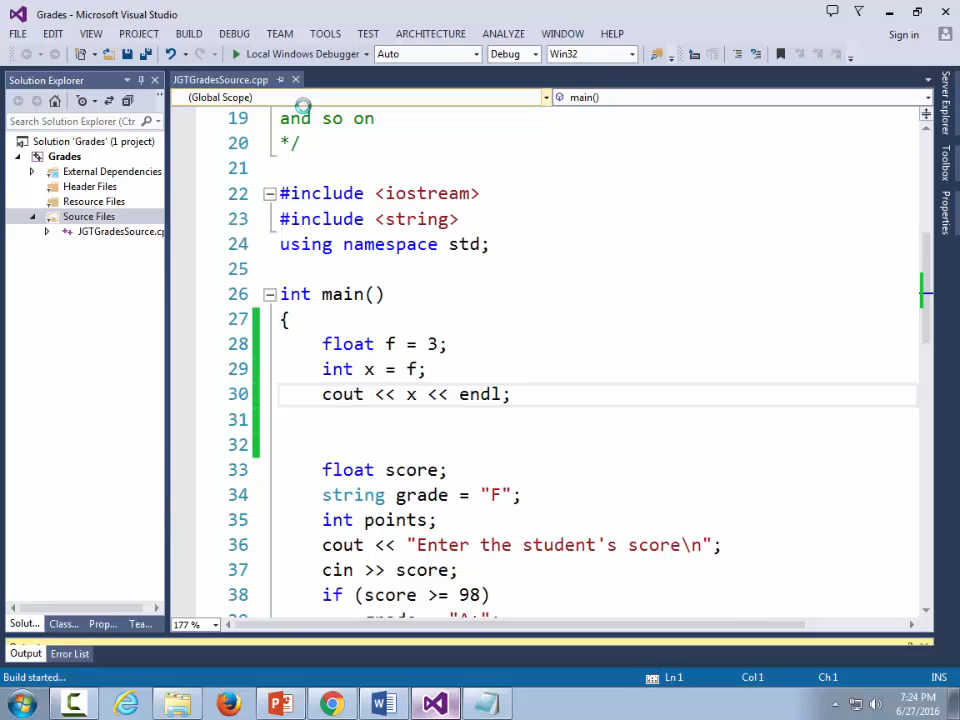 Grades - Microsoft Visual Studio
FILE EDIT VIEW PROJECT BUILD DEBUG TEAM TOOLS TEST ARCHITECTURE ANALYZE WINDOW HELP Sign in
Local Windows Debugger Auto Debug Win32
Solution Explorer
Search Solution Explorer (Ctr
Solution 'Grades' (1 project)
Grades
External Dependencies
Header Files
Resource Files
Source Files
JGTGradesSource.cp
Solut... Class... Prop... Tea...
JGTGradesSource.cpp
(Global Scope) main()
19 and so on
20 */
21
22 #include <iostream>
23 #include <string>
24 using namespace std;
25
26 int main()
27 {
28 float f = 3;
29 int x = f;
30 cout << x << endl;
31
32
33 float score;
34 string grade = "F";
35 int points;
36 cout << "Enter the student's score\n";
37 cin >> score;
38 if (score >= 98)
177 %
Server Explorer
Toolbox
Properties
Output Error List
Build started... Ln 1 Col 1 Ch 1 INS
7:24 PM
6/27/2016